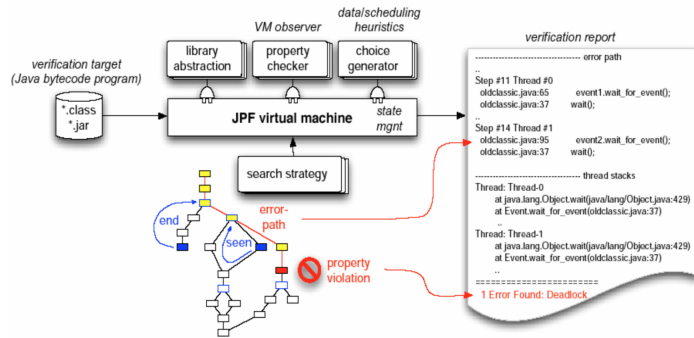 data/scheduling
heuristics
VM observer
verification report
verification target
(Java bytecode program)
library
abstraction
property
checker
choice
generator
*.class
*.jar
JPF virtual machine
state
mgnt
search strategy
end
seen
error-
path
property
violation
---------------------------------- error path
..
Step #11 Thread #0
oldclassic.java:65 event1.wait_for_event();
oldclassic.java:37 wait();
..
Step #14 Thread #1
oldclassic.java:95 event2.wait_for_event();
oldclassic.java:37 wait();
---------------------------------- thread stacks
Thread: Thread-0
at java.lang.Object.wait(java/lang/Object.java:429)
at Event.wait_for_event(oldclassic.java:37)
..
Thread: Thread-1
at java.lang.Object.wait(java/lang/Object.java:429)
at Event.wait_for_event(oldclassic.java:37)
..
========================
1 Error Found: Deadlock